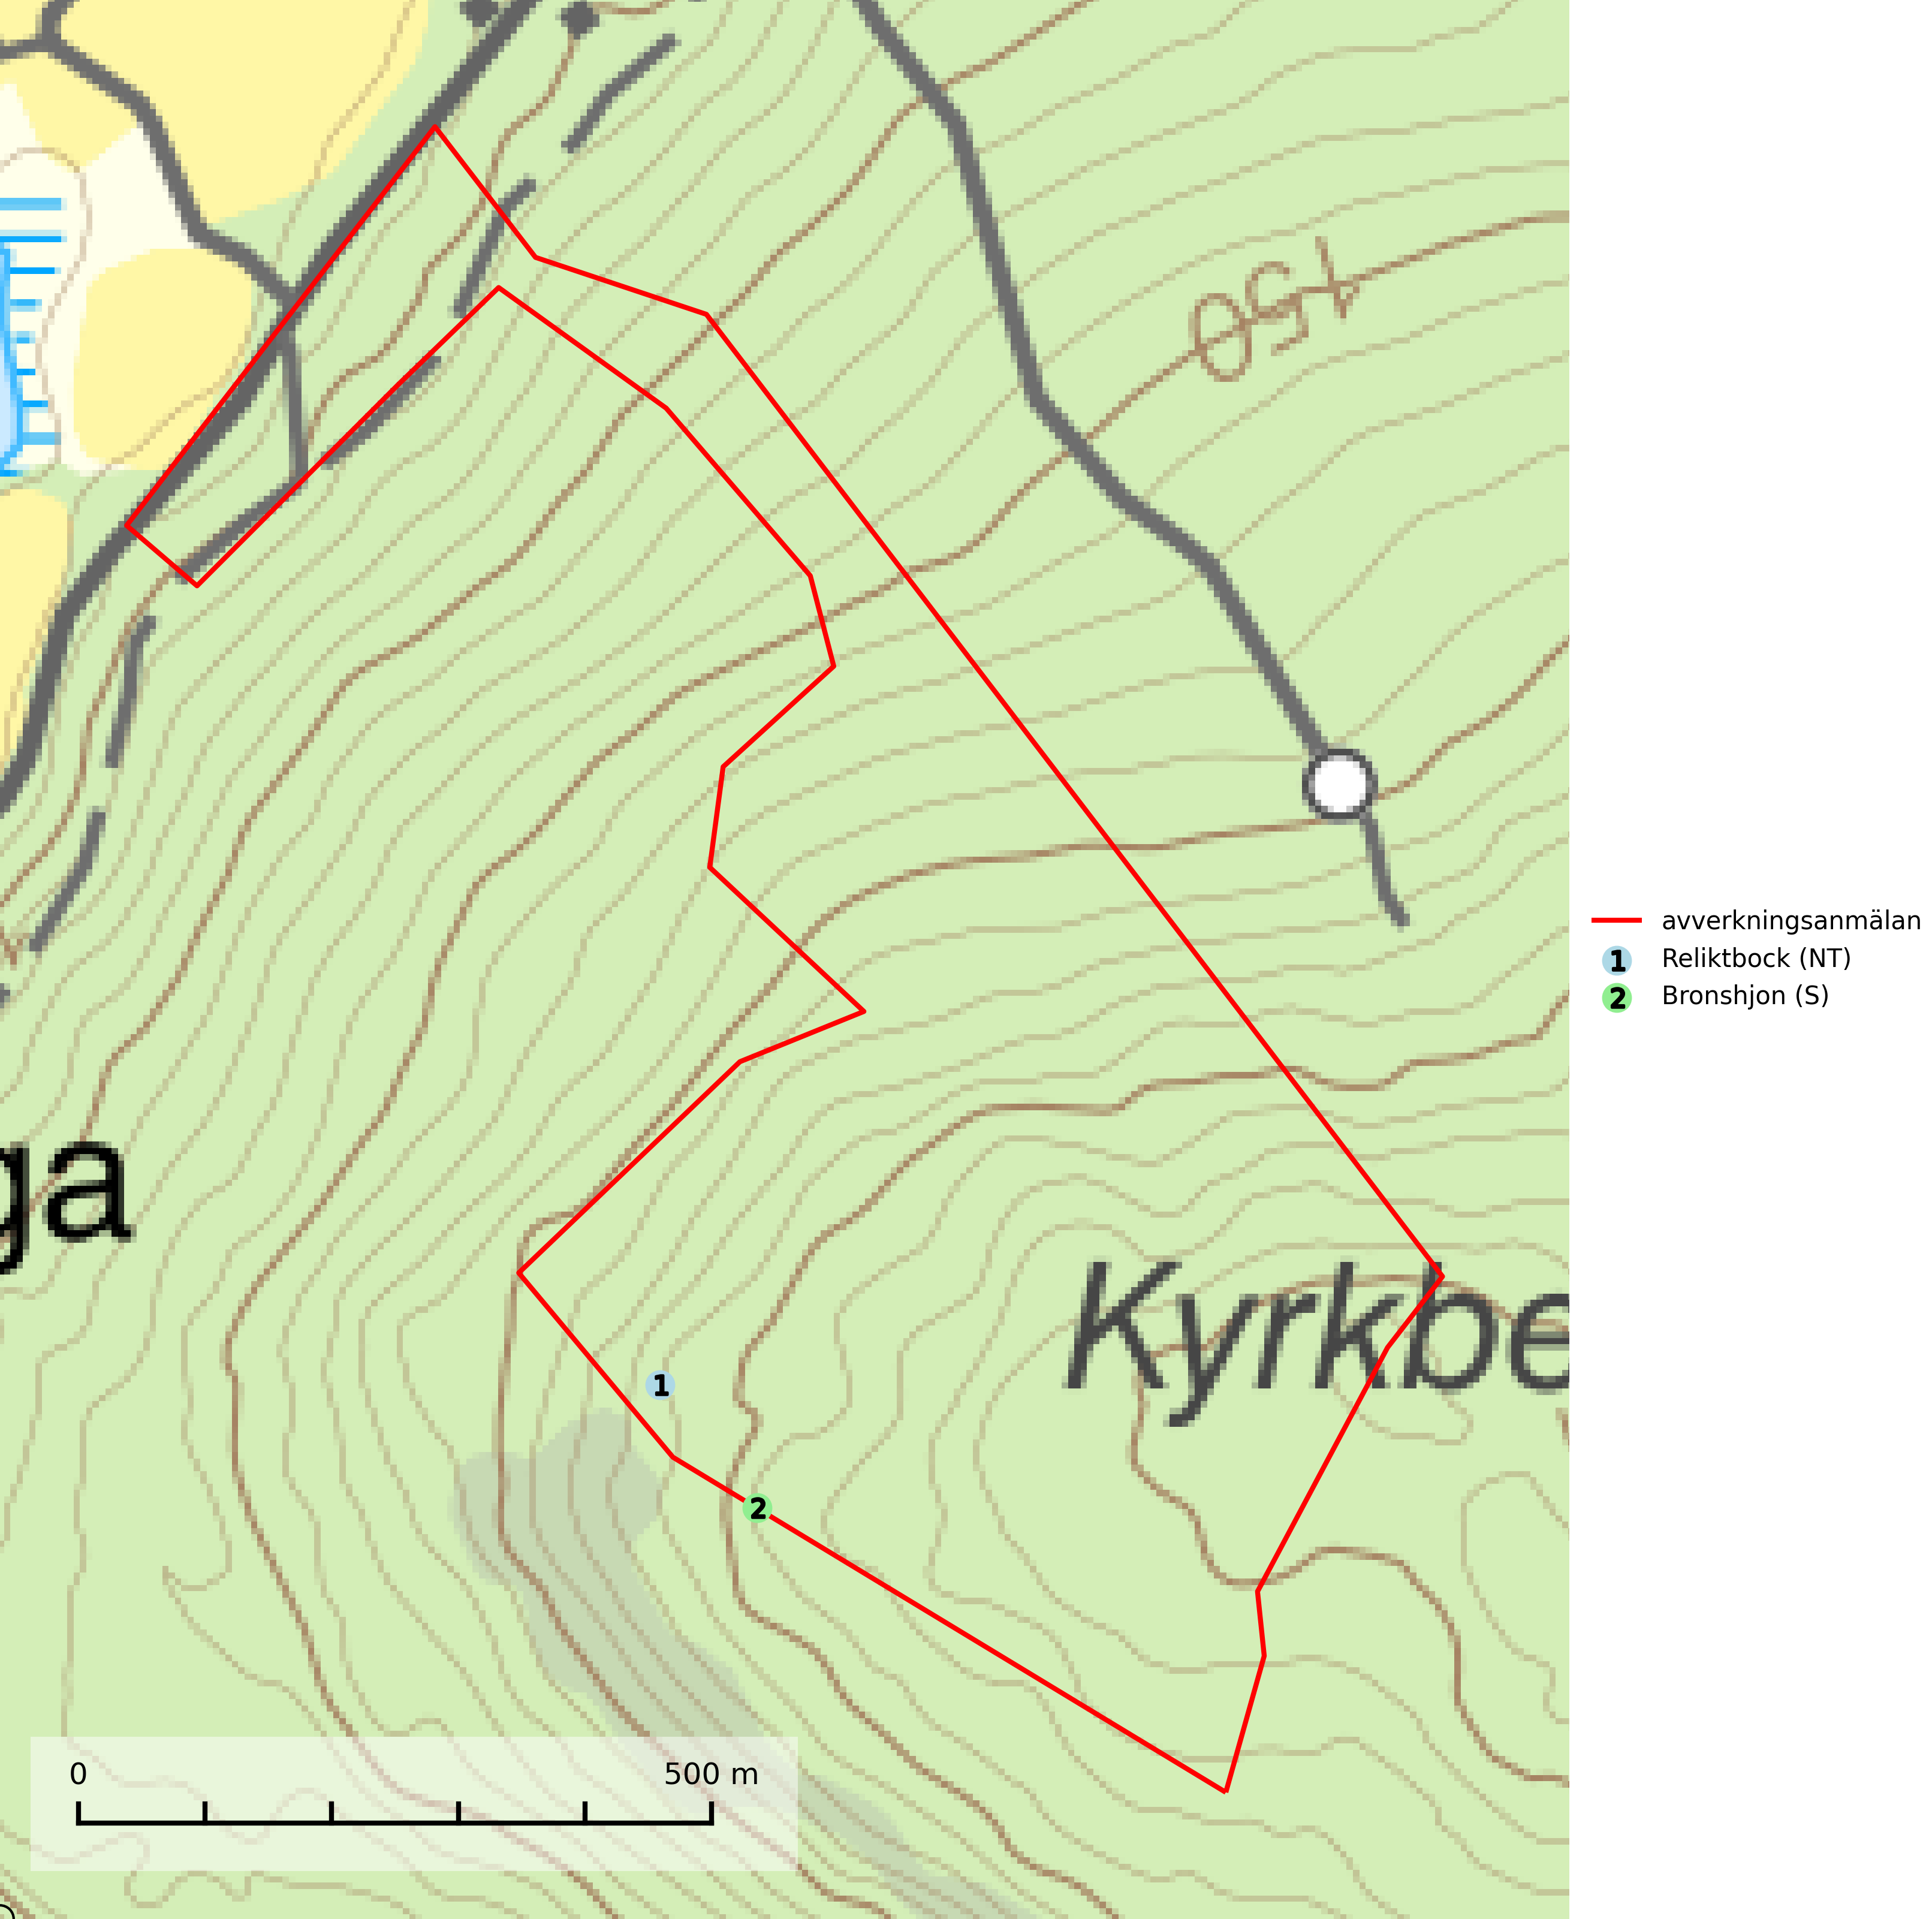 150
ga
Kyrkbe
0 500 m
avverkningsanmälan
1 Reliktbock (NT)
2 Bronshjon (S)
1
2